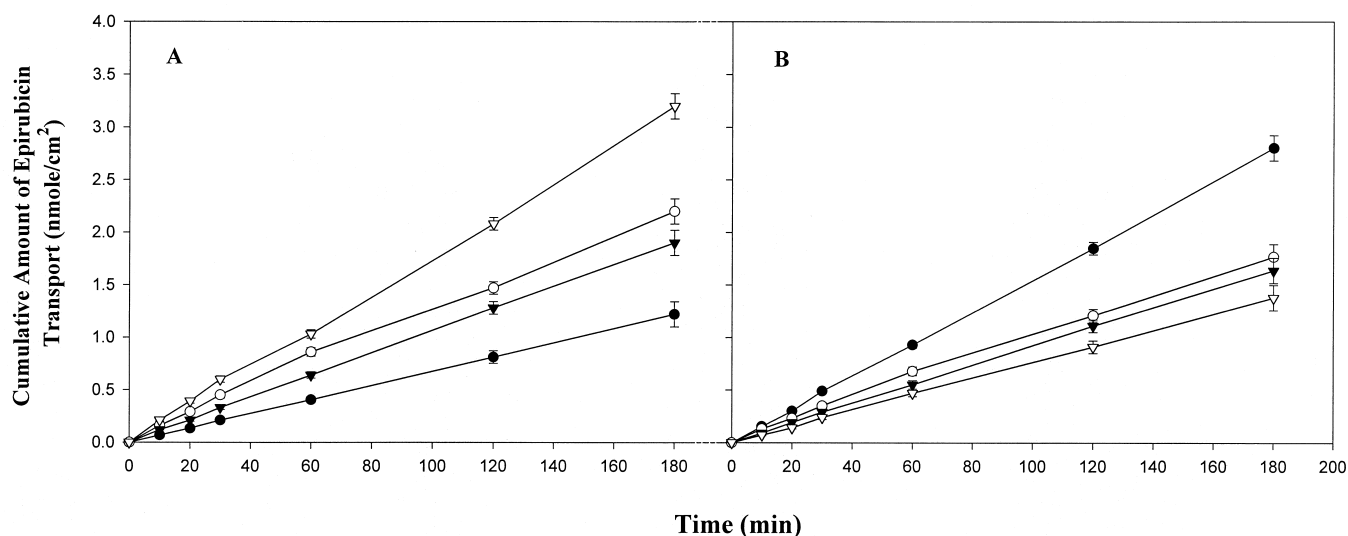 A
B
Cumulative Amount of Epirubicin
Transport (nmole/cm²)
4.0
3.5
3.0
2.5
2.0
1.5
1.0
0.5
0.0
0 20 40 60 80 100 120 140 160 180 0 20 40 60 80 100 120 140 160 180 200
Time (min)